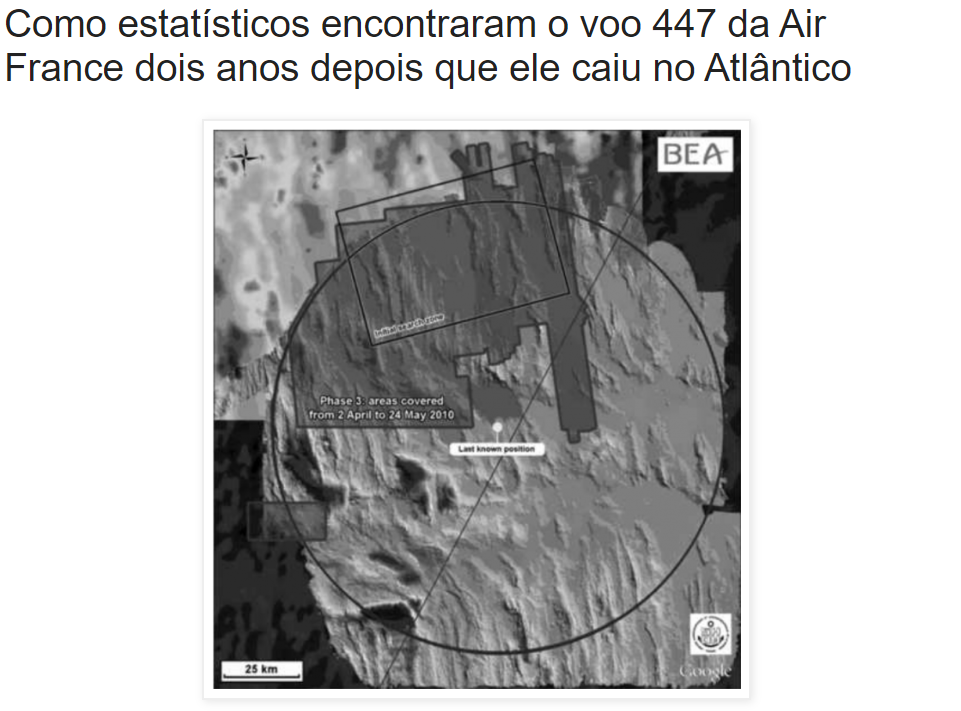 Como estatísticos encontraram o voo 447 da Air
France dois anos depois que ele caiu no Atlântico
BEA
Initial search zone
Phase 3: areas covered
from 2 April to 24 May 2010
Last known position
25 km
Google